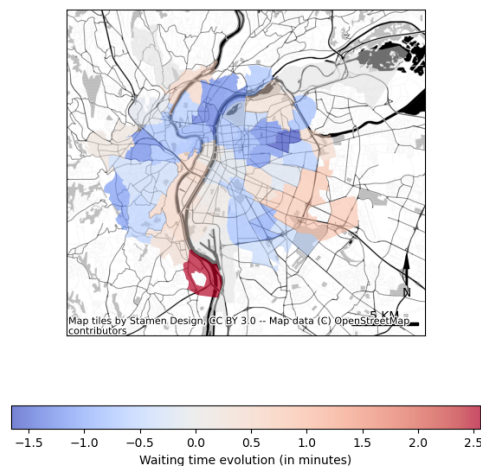 5 KM
N
Map tiles by Stamen Design, CC BY 3.0 -- Map data (C) OpenStreetMap
contributors
−1.5 −1.0 −0.5 0.0 0.5 1.0 1.5 2.0 2.5
Waiting time evolution (in minutes)